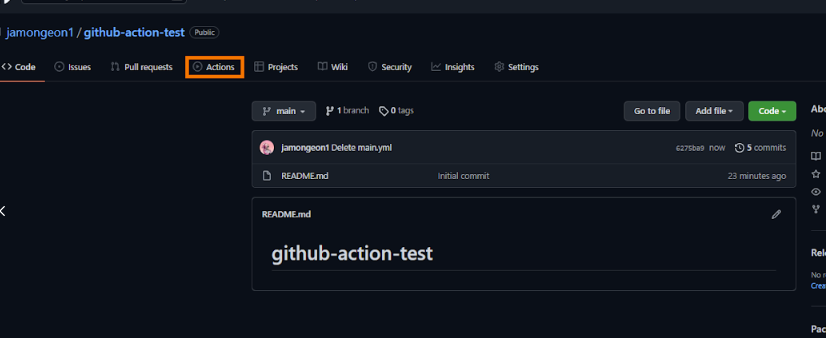 jamongeon1 / github-action-test Public
Code Issues Pull requests Actions Projects Wiki Security Insights Settings
main 1 branch 0 tags Go to file Add file Code
jamongeon1 Delete main.yml 6275ba9 now 5 commits
README.md Initial commit 23 minutes ago
README.md
github-action-test
Abo
No
Rele
No r
Crea
Pac